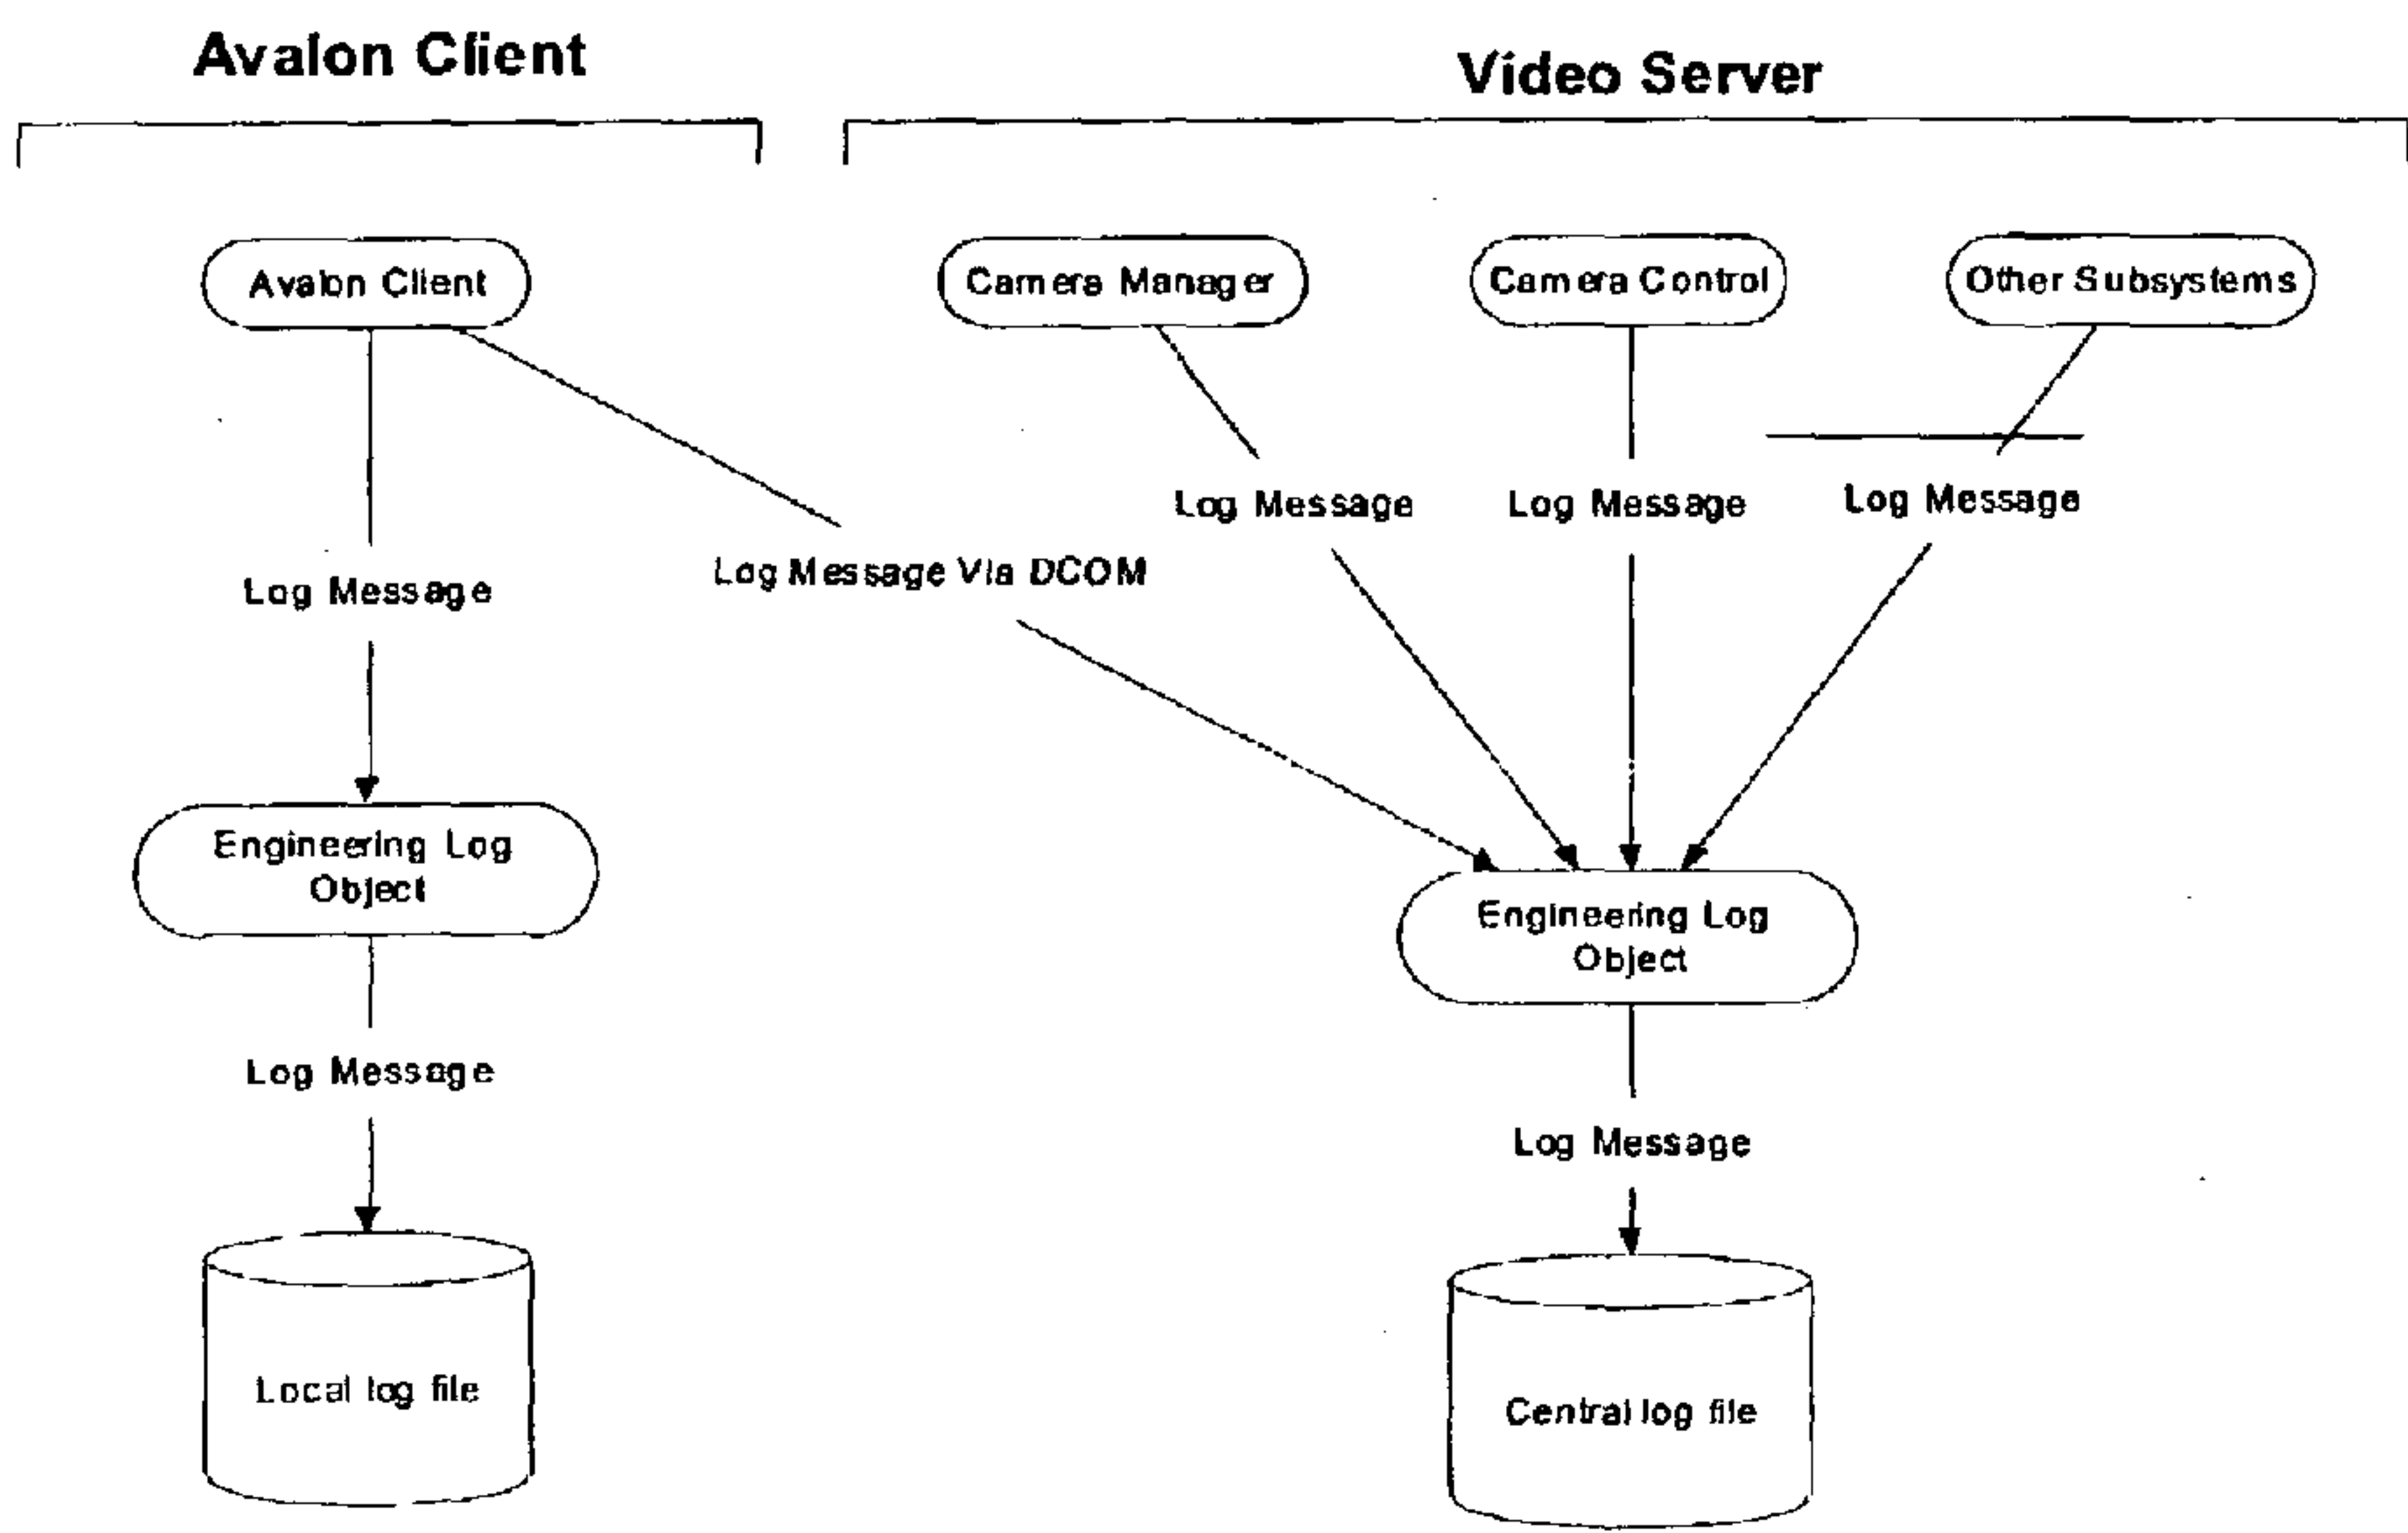 Avalon Client
Video Server
Avalon Client
Camera Manager
Camera Control
Other Subsystems
Log Message
Log Message
Log Message
Log Message Via DCOM
Log Message
Engineering Log
Object
Engineering Log
Object
Log Message
Log Message
Local log file
Central log file